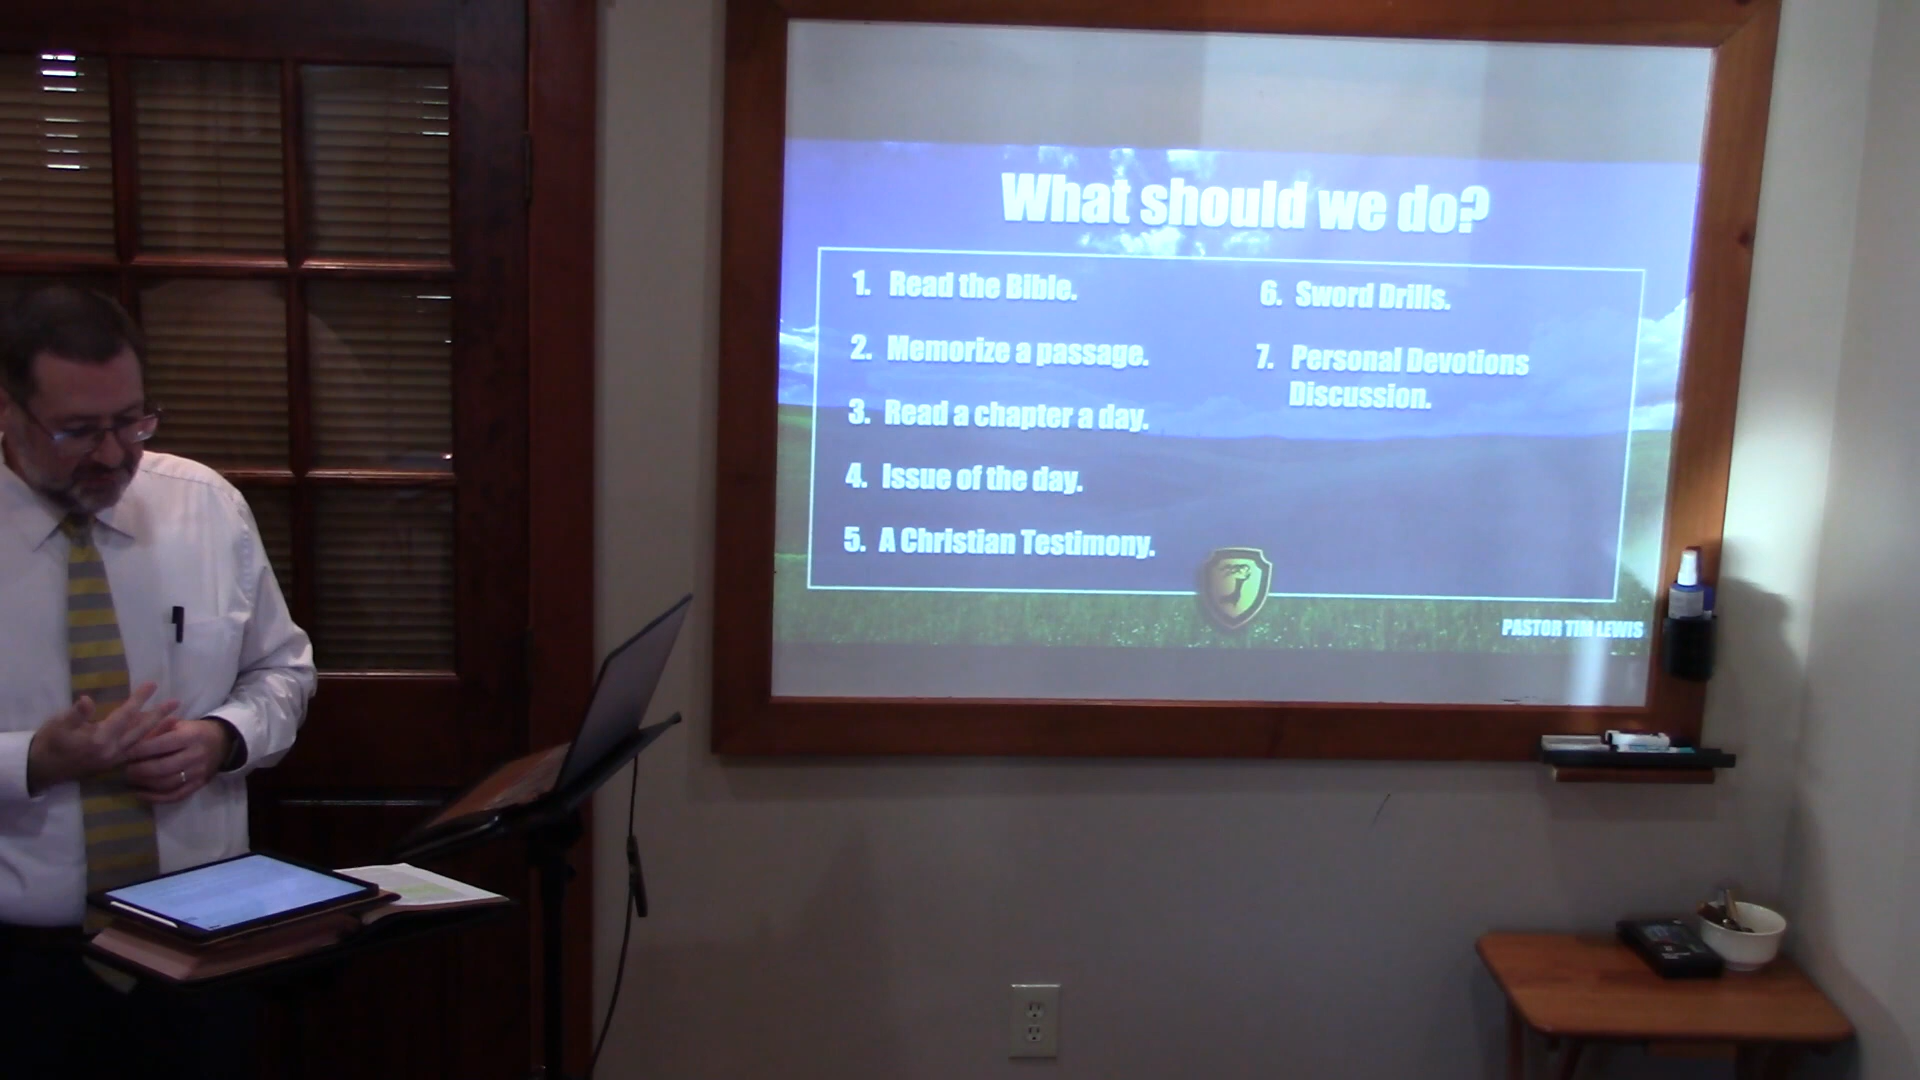 What should we do?
1. Read the Bible.
2. Memorize a passage.
3. Read a chapter a day.
4. Issue of the day.
5. A Christian Testimony.
6. Sword Drills.
7. Personal Devotions
Discussion.
PASTOR TIM LEWIS